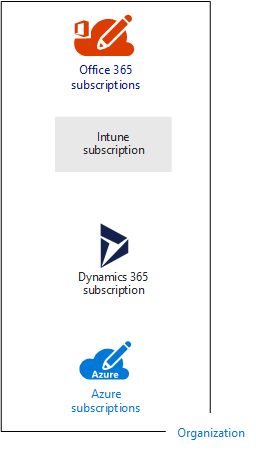 Office 365
subscriptions
Intune
subscription
Dynamics 365
subscription
Azure
Azure
subscriptions
Organization